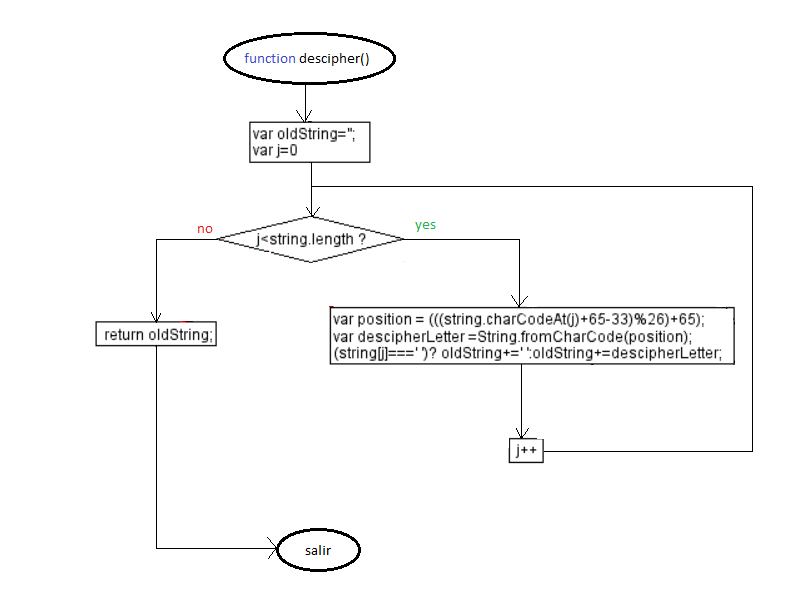 function descipher()
var oldString='';
var j=0
j<string.length ?
no
yes
return oldString;
var position = (((string.charCodeAt(j)+65-33)%26)+65);
var descipherLetter =String.fromCharCode(position);
(string[j]===' ')? oldString+=' ':oldString+=descipherLetter;
j++
salir